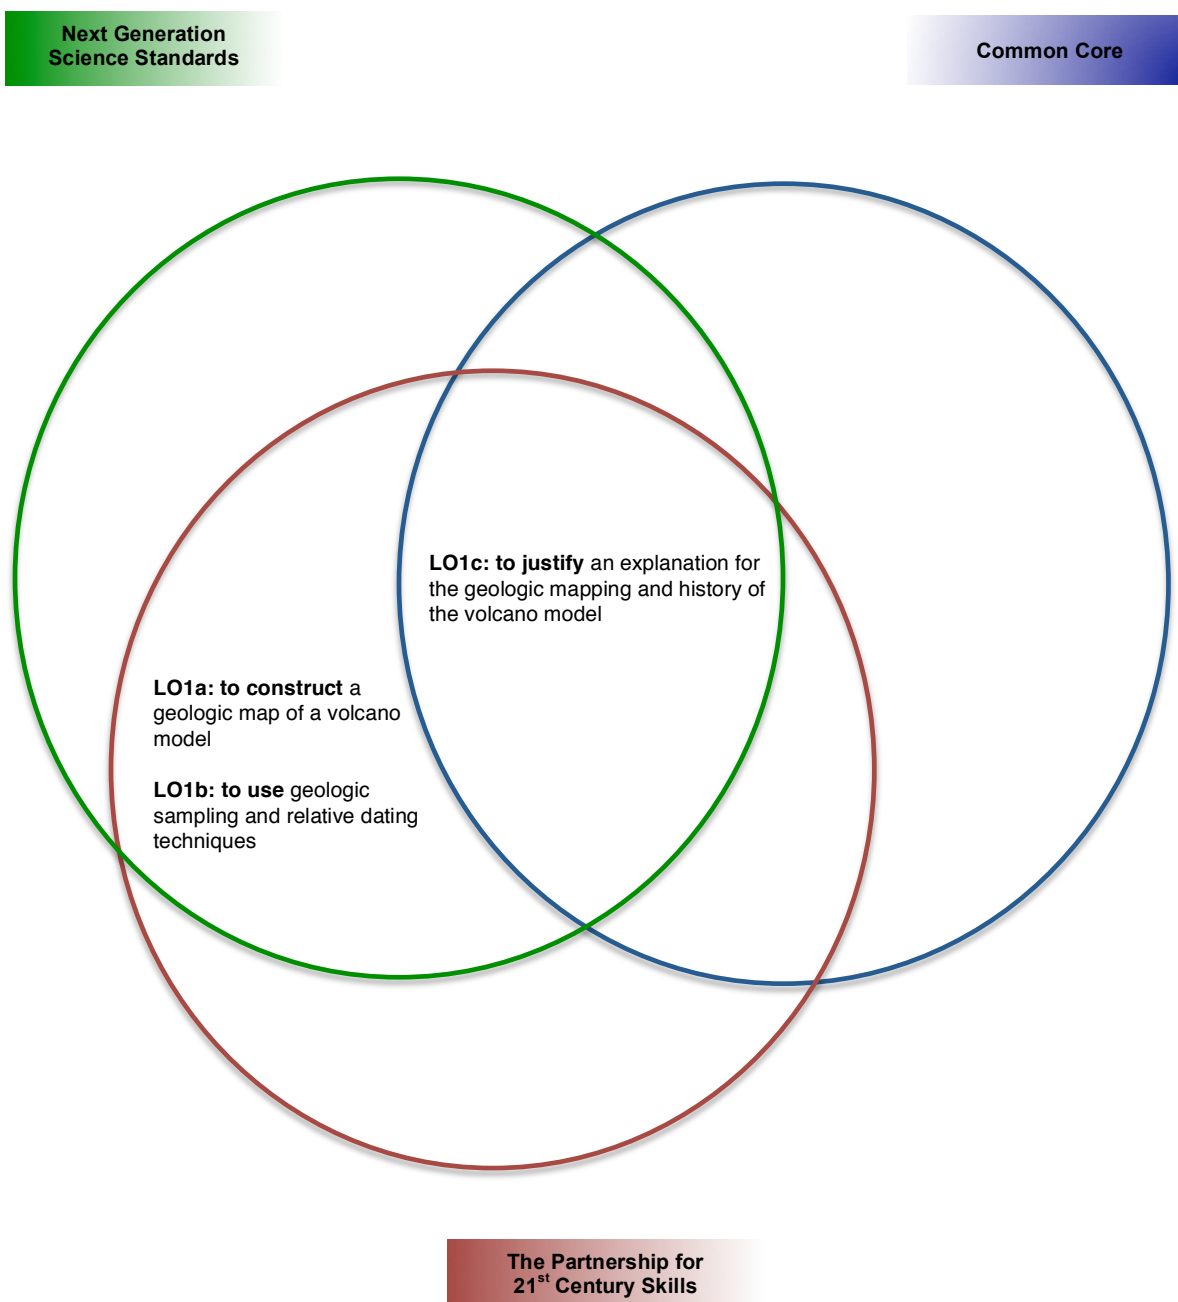 Next Generation
Science Standards
Common Core
LO1c: to justify an explanation for
the geologic mapping and history of
the volcano model
LO1a: to construct a
geologic map of a volcano
model
LO1b: to use geologic
sampling and relative dating
techniques
The Partnership for
21st Century Skills